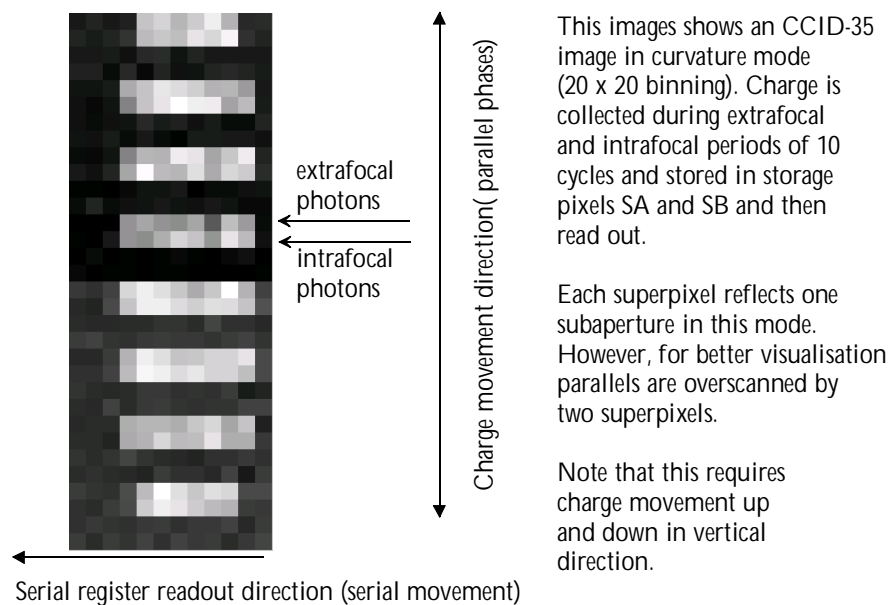 extrafocal
photons
intrafocal
photons
Charge movement direction( parallel phases)
Serial register readout direction (serial movement)
This images shows an CCID-35
image in curvature mode
(20 x 20 binning). Charge is
collected during extrafocal
and intrafocal periods of 10
cycles and stored in storage
pixels SA and SB and then
read out.
Each superpixel reflects one
subaperture in this mode.
However, for better visualisation
parallels are overscanned by
two superpixels.
Note that this requires
charge movement up
and down in vertical
direction.